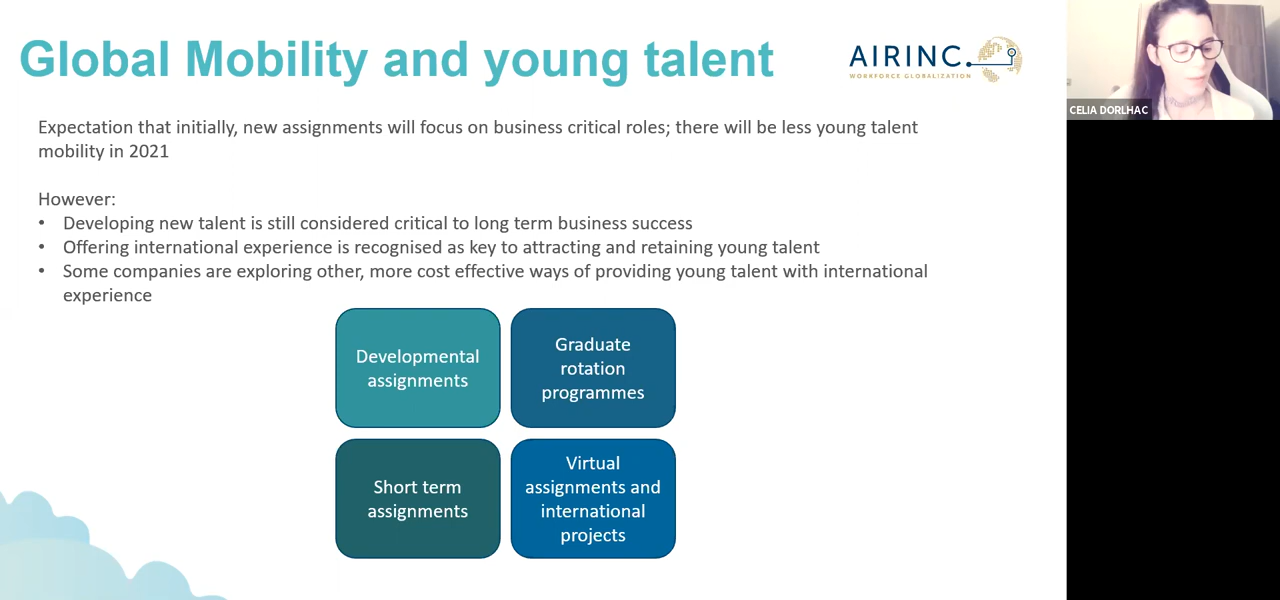 Global Mobility and young talent
AIRINC.
WORKFORCE GLOBALIZATION
CELIA DORLHAC
Expectation that initially, new assignments will focus on business critical roles; there will be less young talent
mobility in 2021
However:
• Developing new talent is still considered critical to long term business success
• Offering international experience is recognised as key to attracting and retaining young talent
• Some companies are exploring other, more cost effective ways of providing young talent with international
experience
Developmental
assignments
Graduate
rotation
programmes
Short term
assignments
Virtual
assignments and
international
projects